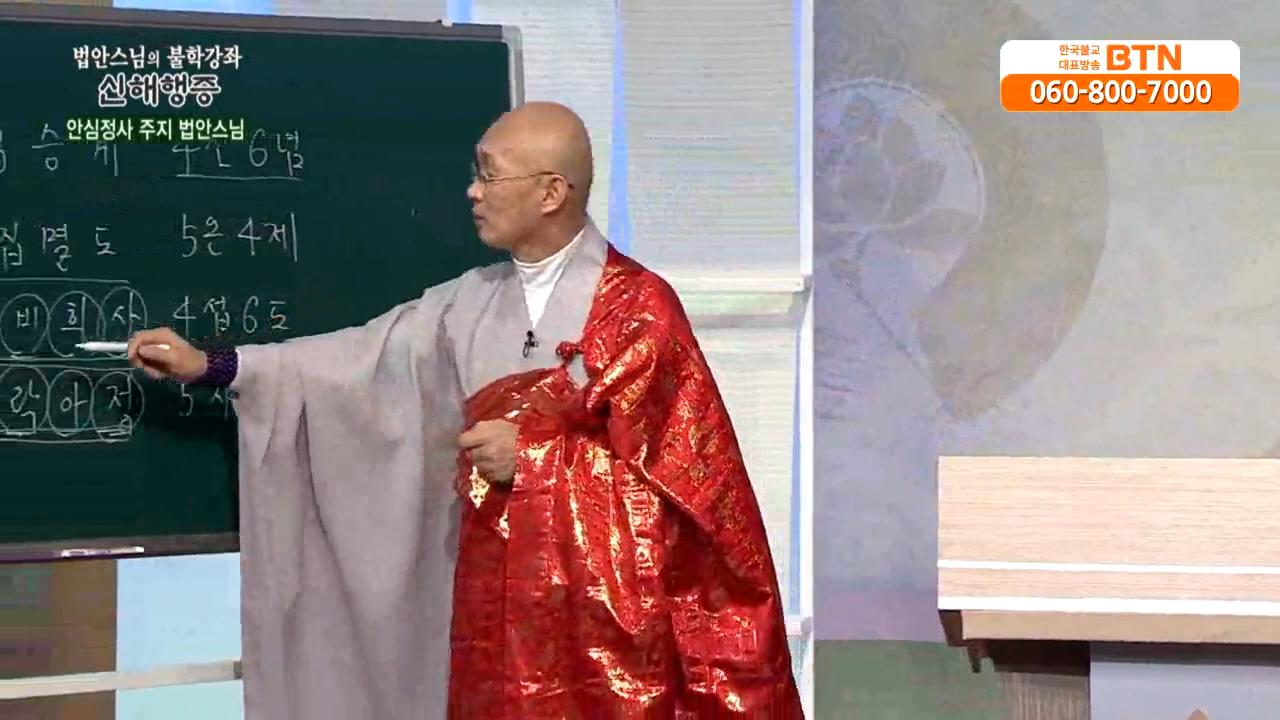 법안스님의 불학강좌
신해행증
안심정사 주지 법안스님
한국불교
대표방송 BTN
060-800-7000
승 계 6념
집 멸 도 5온 4제
비 희 사 4섭 6도
락 아 정 5